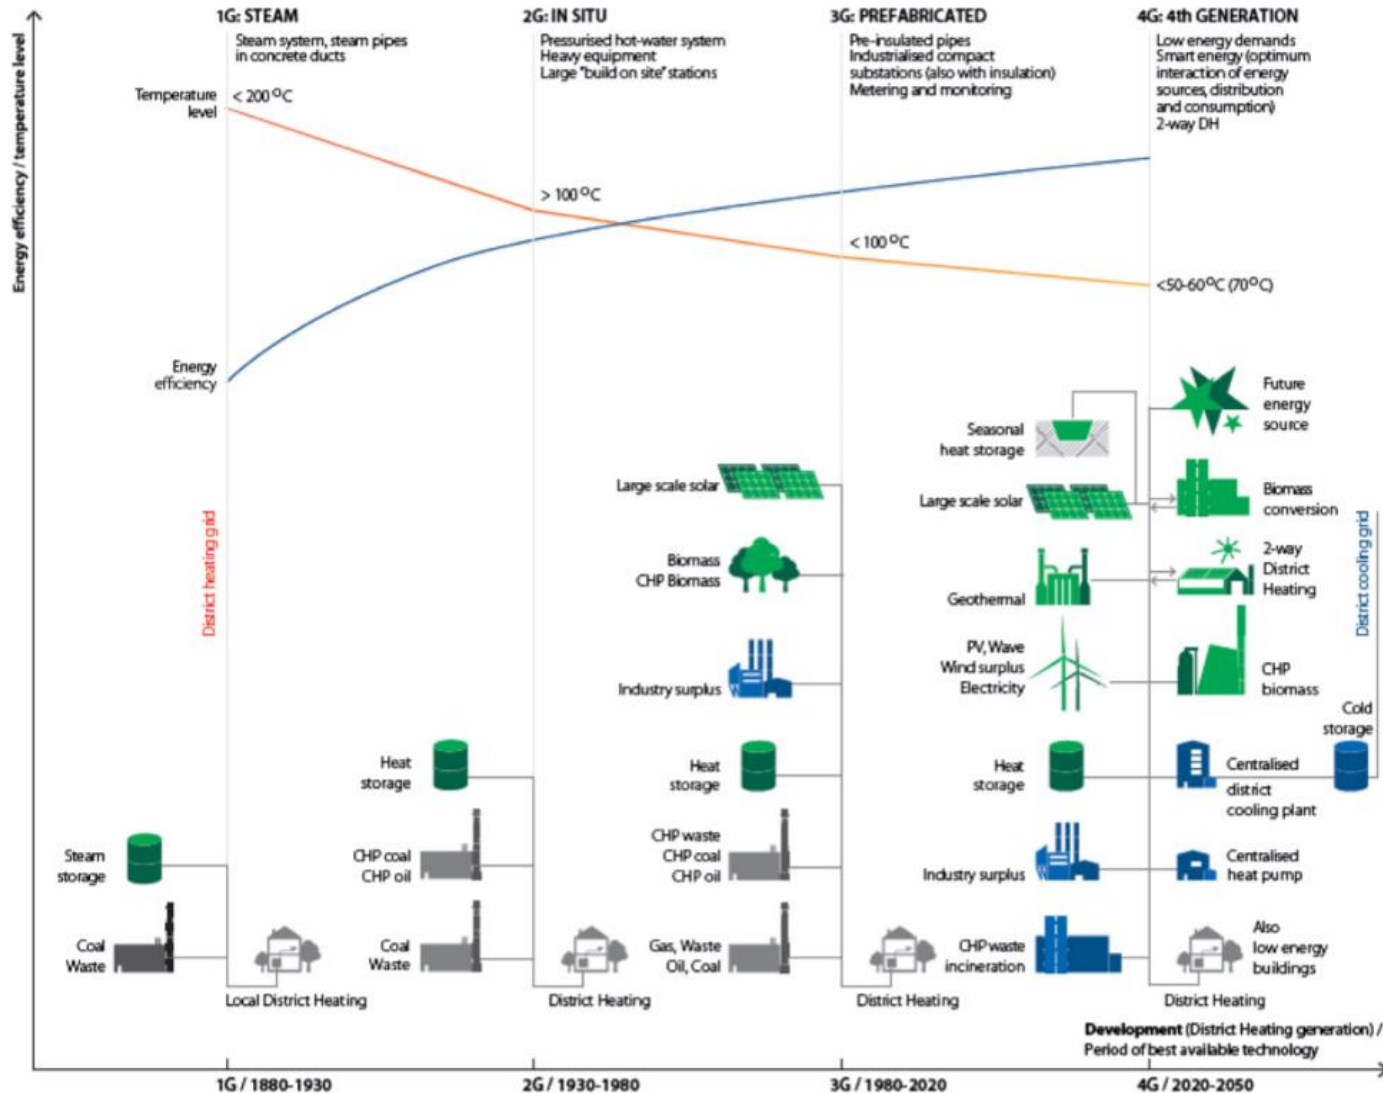 1G: STEAM
Steam system, steam pipes
in concrete ducts
2G: IN SITU
Pressurised hot-water system
Heavy equipment
Large "build on site" stations
3G: PREFABRICATED
Pre-insulated pipes
Industrialised compact
substations (also with insulation)
Metering and monitoring
4G: 4th GENERATION
Low energy demands
Smart energy (optimum
interaction of energy
sources, distribution
and consumption)
2-way DH
Energy efficiency / temperature level
Temperature
level
< 200 °C
> 100 °C
< 100 °C
<50-60°C (70°C)
Energy
efficiency
District heating grid
Steam
storage
Coal
Waste
Local District Heating
Heat
storage
CHP coal
CHP oil
Coal
Waste
District Heating
Large scale solar
Biomass
CHP Biomass
Industry surplus
Heat
storage
CHP waste
CHP coal
CHP oil
Gas, Waste
Oil, Coal
District Heating
Seasonal
heat storage
Large scale solar
Geothermal
PV, Wave
Wind surplus
Electricity
Heat
storage
Industry surplus
CHP waste
incineration
Future
energy
source
Biomass
conversion
2-way
District
Heating
CHP
biomass
Cold
storage
Centralised
district
cooling plant
Centralised
heat pump
Also
low energy
buildings
District Heating
District cooling grid
Development (District Heating generation) /
Period of best available technology
1G / 1880-1930
2G / 1930-1980
3G / 1980-2020
4G / 2020-2050